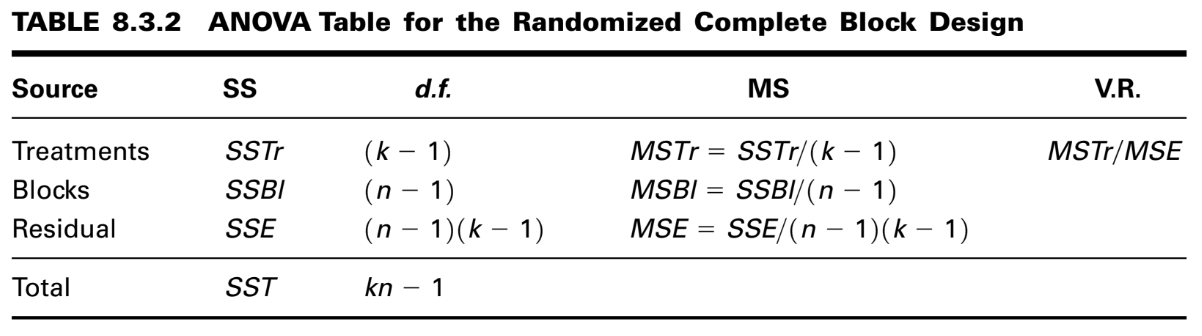 TABLE 8.3.2 ANOVA Table for the Randomized Complete Block Design
Source SS d.f. MS V.R.
Treatments SSTr (k − 1) MSTr = SSTr/(k − 1) MSTr/MSE
Blocks SSBl (n − 1) MSBl = SSBl/(n − 1)
Residual SSE (n − 1)(k − 1) MSE = SSE/(n − 1)(k − 1)
Total SST kn − 1